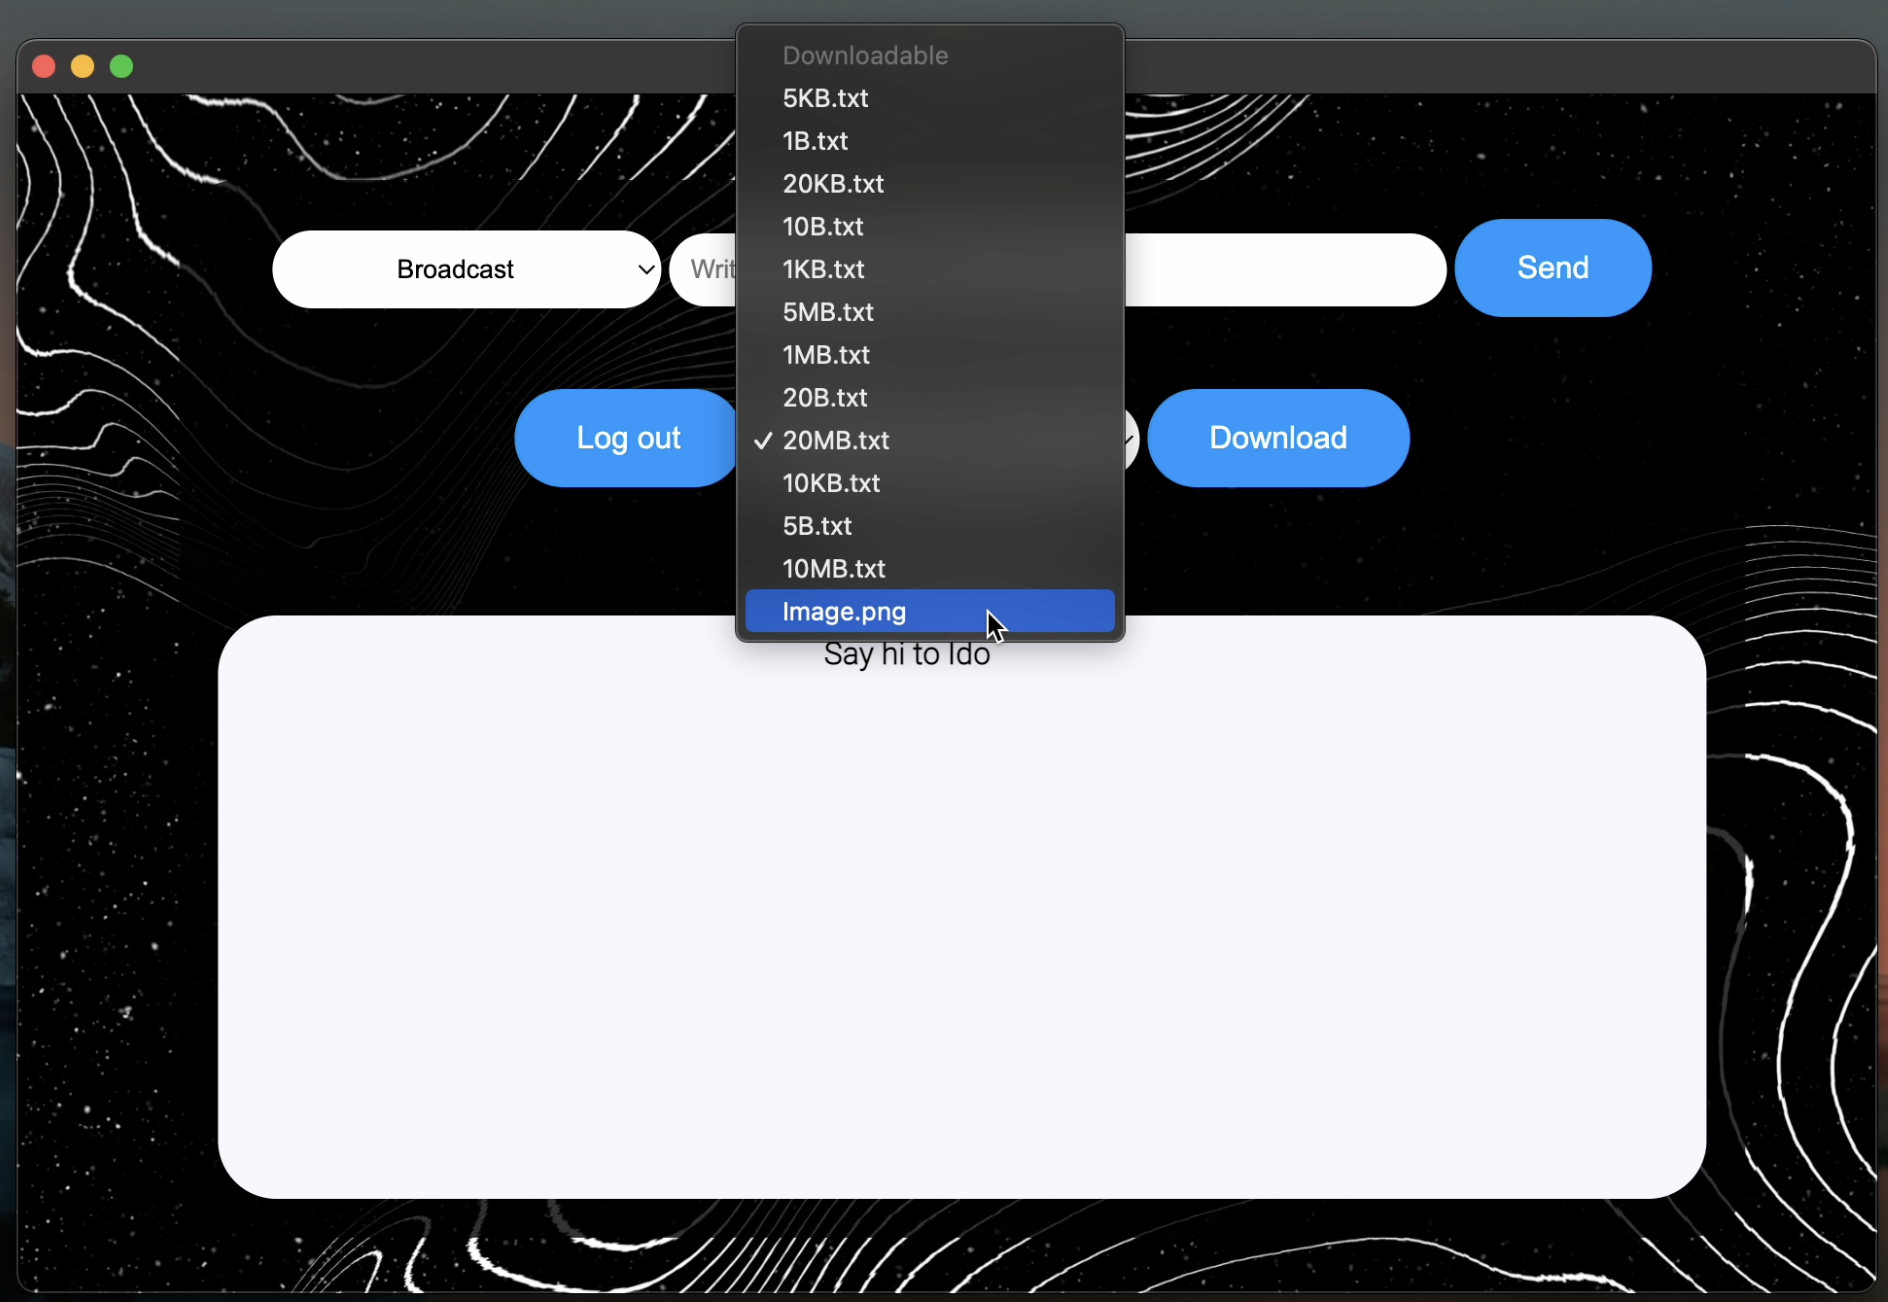 Downloadable
5KB.txt
1B.txt
20KB.txt
10B.txt
1KB.txt
5MB.txt
1MB.txt
20B.txt
✓ 20MB.txt
10KB.txt
5B.txt
10MB.txt
Image.png
Broadcast
Writ
Send
Log out
Download
Say hi to Ido